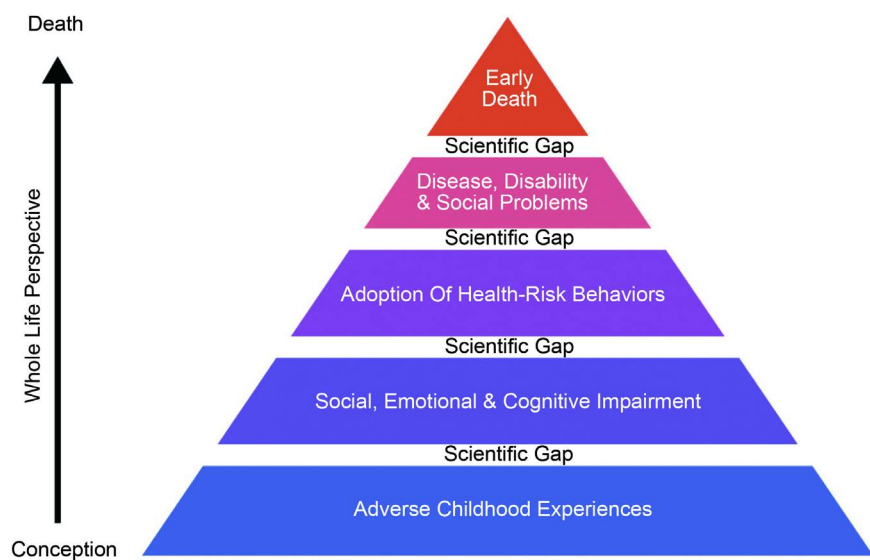 Death
Early
Death
Scientific Gap
Disease, Disability
& Social Problems
Scientific Gap
Adoption Of Health-Risk Behaviors
Scientific Gap
Social, Emotional & Cognitive Impairment
Scientific Gap
Adverse Childhood Experiences
Whole Life Perspective
Conception